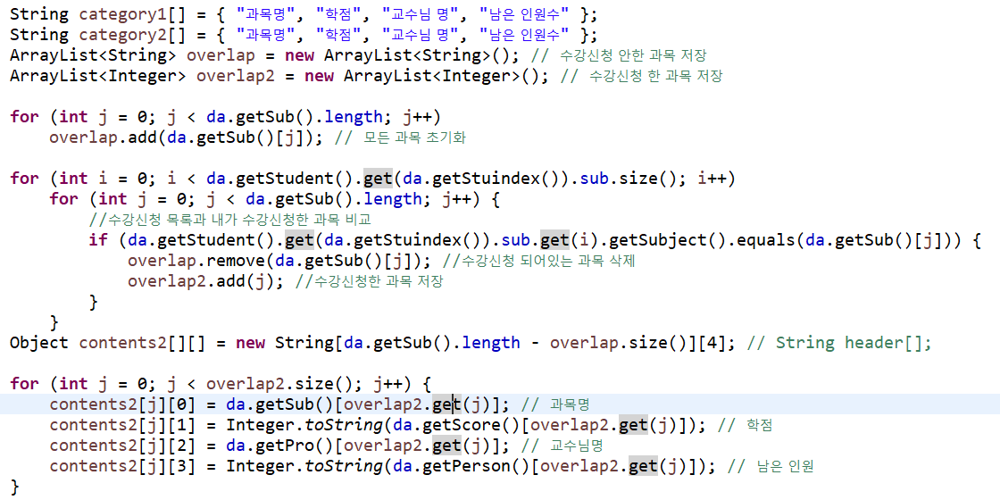 String category1[] = { "과목명", "학점", "교수님 명", "남은 인원수" };
String category2[] = { "과목명", "학점", "교수님 명", "남은 인원수" };
ArrayList<String> overlap = new ArrayList<String>(); // 수강신청 안한 과목 저장
ArrayList<Integer> overlap2 = new ArrayList<Integer>(); // 수강신청 한 과목 저장

for (int j = 0; j < da.getSub().length; j++)
    overlap.add(da.getSub()[j]); // 모든 과목 초기화

for (int i = 0; i < da.getStudent().get(da.getStuindex()).sub.size(); i++)
    for (int j = 0; j < da.getSub().length; j++) {
        //수강신청 목록과 내가 수강신청한 과목 비교
        if (da.getStudent().get(da.getStuindex()).sub.get(i).getSubject().equals(da.getSub()[j])) {
            overlap.remove(da.getSub()[j]); //수강신청 되어있는 과목 삭제
            overlap2.add(j); //수강신청한 과목 저장
        }
    }
Object contents2[][] = new String[da.getSub().length - overlap.size()][4]; // String header[];

for (int j = 0; j < overlap2.size(); j++) {
    contents2[j][0] = da.getSub()[overlap2.get(j)]; // 과목명
    contents2[j][1] = Integer.toString(da.getScore()[overlap2.get(j)]); // 학점
    contents2[j][2] = da.getPro()[overlap2.get(j)]; // 교수님명
    contents2[j][3] = Integer.toString(da.getPerson()[overlap2.get(j)]); // 남은 인원
}